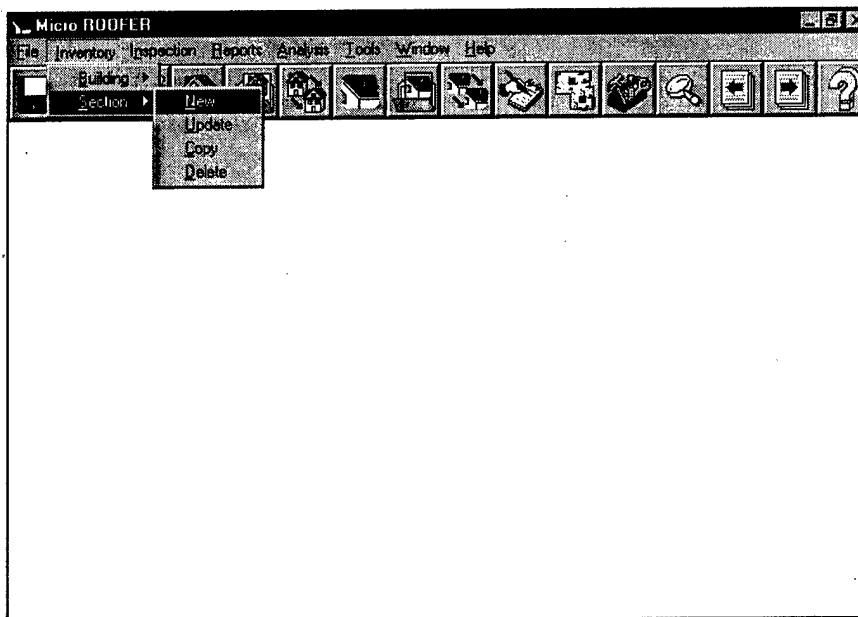 Micro ROOFER
File Inventory Inspection Reports Analysis Tools Window Help
Building
Section New
Update
Copy
Delete